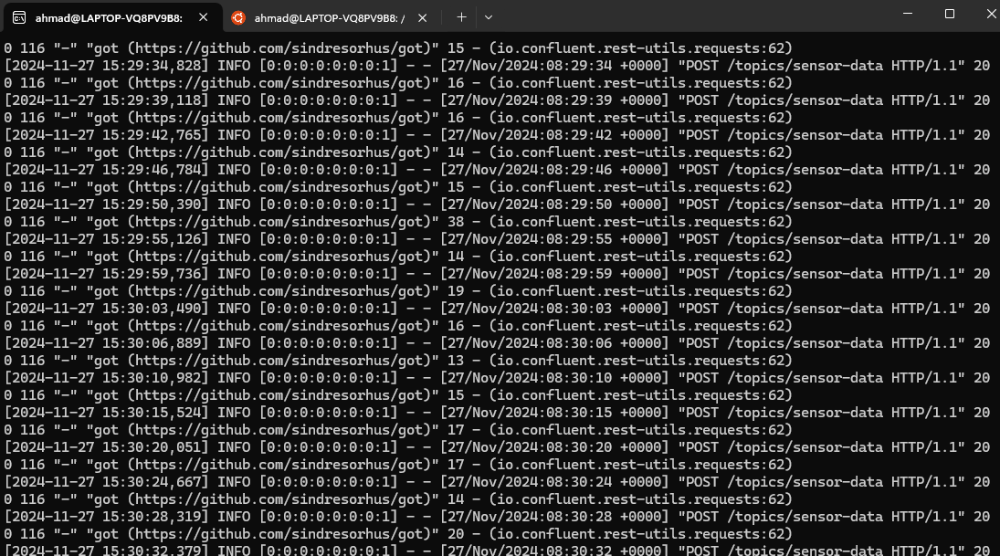 ahmad@LAPTOP-VQ8PV9B8:
ahmad@LAPTOP-VQ8PV9B8: /
0 116 "-" "got (https://github.com/sindresorhus/got)" 15 - (io.confluent.rest-utils.requests:62)
[2024-11-27 15:29:34,828] INFO [0:0:0:0:0:0:0:1] - - [27/Nov/2024:08:29:34 +0000] "POST /topics/sensor-data HTTP/1.1" 20
0 116 "-" "got (https://github.com/sindresorhus/got)" 16 - (io.confluent.rest-utils.requests:62)
[2024-11-27 15:29:39,118] INFO [0:0:0:0:0:0:0:1] - - [27/Nov/2024:08:29:39 +0000] "POST /topics/sensor-data HTTP/1.1" 20
0 116 "-" "got (https://github.com/sindresorhus/got)" 16 - (io.confluent.rest-utils.requests:62)
[2024-11-27 15:29:42,765] INFO [0:0:0:0:0:0:0:1] - - [27/Nov/2024:08:29:42 +0000] "POST /topics/sensor-data HTTP/1.1" 20
0 116 "-" "got (https://github.com/sindresorhus/got)" 14 - (io.confluent.rest-utils.requests:62)
[2024-11-27 15:29:46,784] INFO [0:0:0:0:0:0:0:1] - - [27/Nov/2024:08:29:46 +0000] "POST /topics/sensor-data HTTP/1.1" 20
0 116 "-" "got (https://github.com/sindresorhus/got)" 15 - (io.confluent.rest-utils.requests:62)
[2024-11-27 15:29:50,390] INFO [0:0:0:0:0:0:0:1] - - [27/Nov/2024:08:29:50 +0000] "POST /topics/sensor-data HTTP/1.1" 20
0 116 "-" "got (https://github.com/sindresorhus/got)" 38 - (io.confluent.rest-utils.requests:62)
[2024-11-27 15:29:55,126] INFO [0:0:0:0:0:0:0:1] - - [27/Nov/2024:08:29:55 +0000] "POST /topics/sensor-data HTTP/1.1" 20
0 116 "-" "got (https://github.com/sindresorhus/got)" 14 - (io.confluent.rest-utils.requests:62)
[2024-11-27 15:29:59,736] INFO [0:0:0:0:0:0:0:1] - - [27/Nov/2024:08:29:59 +0000] "POST /topics/sensor-data HTTP/1.1" 20
0 116 "-" "got (https://github.com/sindresorhus/got)" 19 - (io.confluent.rest-utils.requests:62)
[2024-11-27 15:30:03,490] INFO [0:0:0:0:0:0:0:1] - - [27/Nov/2024:08:30:03 +0000] "POST /topics/sensor-data HTTP/1.1" 20
0 116 "-" "got (https://github.com/sindresorhus/got)" 16 - (io.confluent.rest-utils.requests:62)
[2024-11-27 15:30:06,889] INFO [0:0:0:0:0:0:0:1] - - [27/Nov/2024:08:30:06 +0000] "POST /topics/sensor-data HTTP/1.1" 20
0 116 "-" "got (https://github.com/sindresorhus/got)" 13 - (io.confluent.rest-utils.requests:62)
[2024-11-27 15:30:10,982] INFO [0:0:0:0:0:0:0:1] - - [27/Nov/2024:08:30:10 +0000] "POST /topics/sensor-data HTTP/1.1" 20
0 116 "-" "got (https://github.com/sindresorhus/got)" 15 - (io.confluent.rest-utils.requests:62)
[2024-11-27 15:30:15,524] INFO [0:0:0:0:0:0:0:1] - - [27/Nov/2024:08:30:15 +0000] "POST /topics/sensor-data HTTP/1.1" 20
0 116 "-" "got (https://github.com/sindresorhus/got)" 17 - (io.confluent.rest-utils.requests:62)
[2024-11-27 15:30:20,051] INFO [0:0:0:0:0:0:0:1] - - [27/Nov/2024:08:30:20 +0000] "POST /topics/sensor-data HTTP/1.1" 20
0 116 "-" "got (https://github.com/sindresorhus/got)" 17 - (io.confluent.rest-utils.requests:62)
[2024-11-27 15:30:24,667] INFO [0:0:0:0:0:0:0:1] - - [27/Nov/2024:08:30:24 +0000] "POST /topics/sensor-data HTTP/1.1" 20
0 116 "-" "got (https://github.com/sindresorhus/got)" 14 - (io.confluent.rest-utils.requests:62)
[2024-11-27 15:30:28,319] INFO [0:0:0:0:0:0:0:1] - - [27/Nov/2024:08:30:28 +0000] "POST /topics/sensor-data HTTP/1.1" 20
0 116 "-" "got (https://github.com/sindresorhus/got)" 20 - (io.confluent.rest-utils.requests:62)
[2024-11-27 15:30:32,379] INFO [0:0:0:0:0:0:0:1] - - [27/Nov/2024:08:30:32 +0000] "POST /topics/sensor-data HTTP/1.1" 20